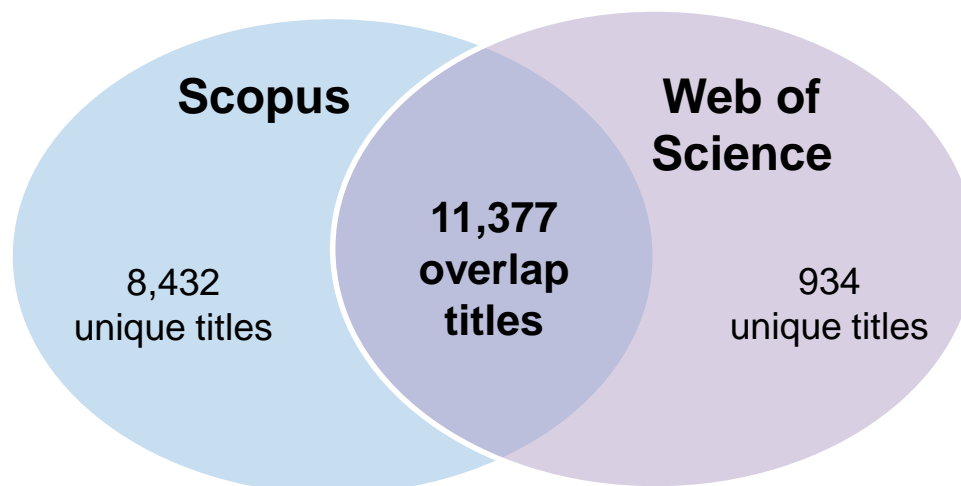 Scopus
8,432
unique titles
11,377
overlap
titles
Web of
Science
934
unique titles